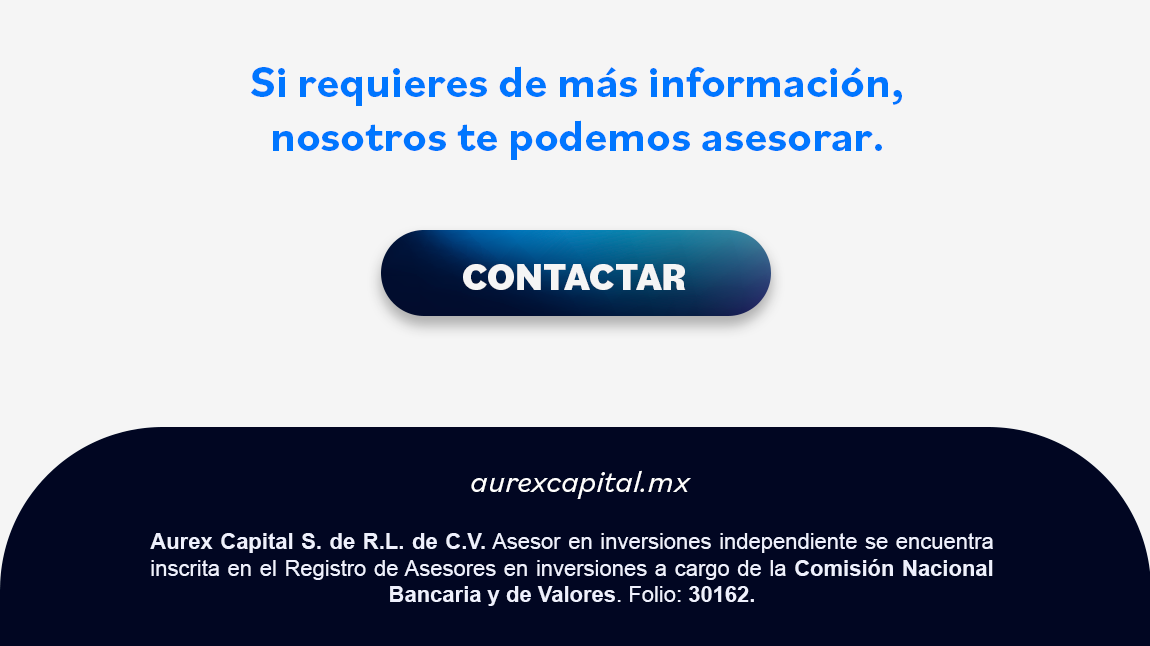 Si requieres de más información,
nosotros te podemos asesorar.
CONTACTAR
aurexcapital.mx
Aurex Capital S. de R.L. de C.V. Asesor en inversiones independiente se encuentra
inscrita en el Registro de Asesores en inversiones a cargo de la Comisión Nacional
Bancaria y de Valores. Folio: 30162.